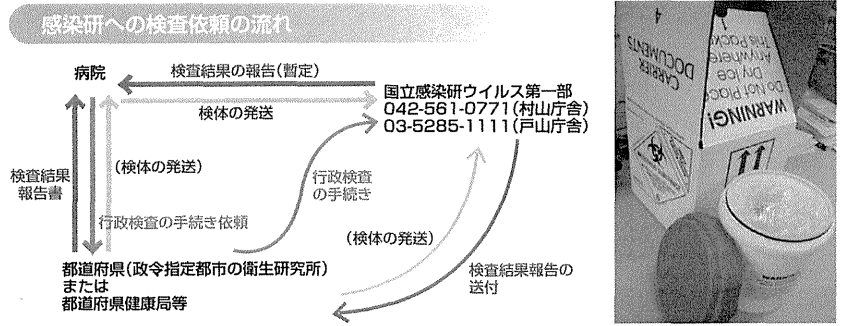 感染研への検査依頼の流れ
病院
検査結果の報告(暫定)
検体の発送
国立感染研ウイルス第一部
042-561-0771(村山庁舎)
03-5285-1111(戸山庁舎)
検査結果
報告書
(検体の発送)
行政検査の手続き依頼
行政検査
の手続き
(検体の発送)
検査結果報告の
送付
都道府県(政令指定都市の衛生研究所)
または
都道府県健康局等
4
CARRIER
DOCUMENTS
1
WARNING!
Do Not Place
Dry Ice
Anywhere
This Pack